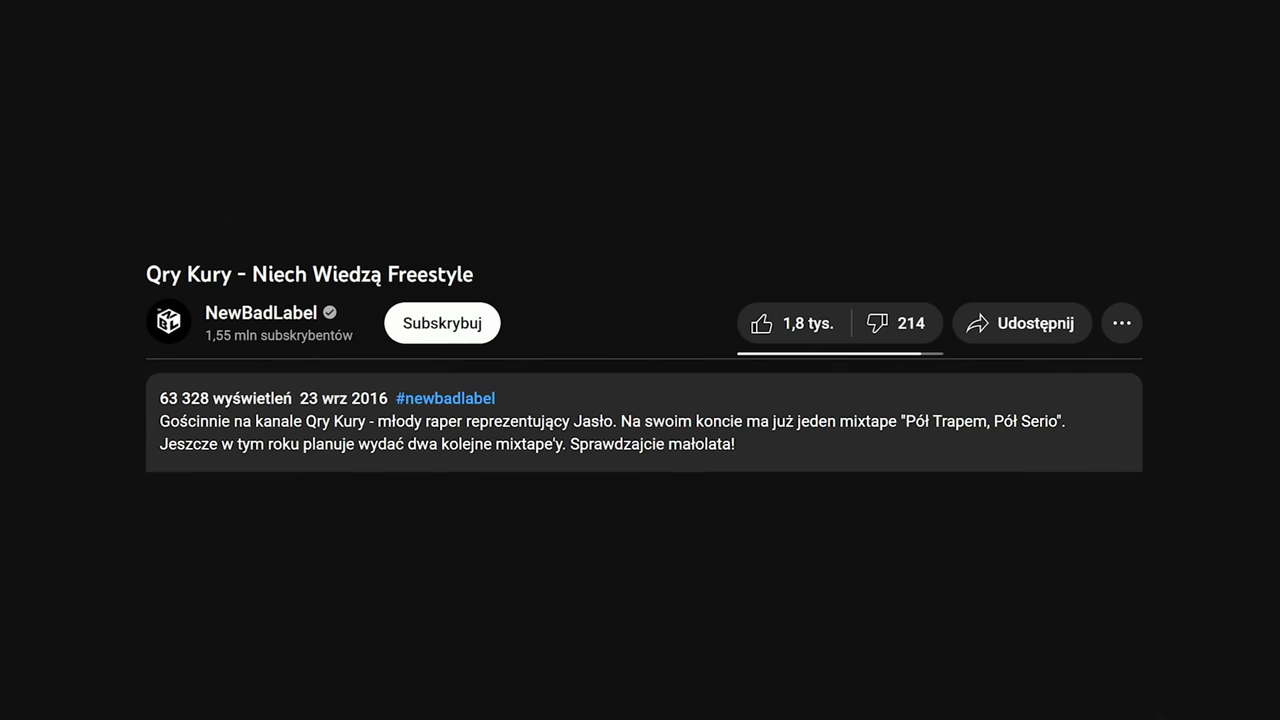 Qry Kury - Niech Wiedzą Freestyle
NewBadLabel
1,55 mln subskrybentów
Subskrybuj
1,8 tys.
214
Udostępnij
63 328 wyświetleń 23 wrz 2016 #newbadlabel
Gościnnie na kanale Qry Kury - młody raper reprezentujący Jasło. Na swoim koncie ma już jeden mixtape "Pół Trapem, Pół Serio".
Jeszcze w tym roku planuje wydać dwa kolejne mixtape'y. Sprawdzajcie małolata!